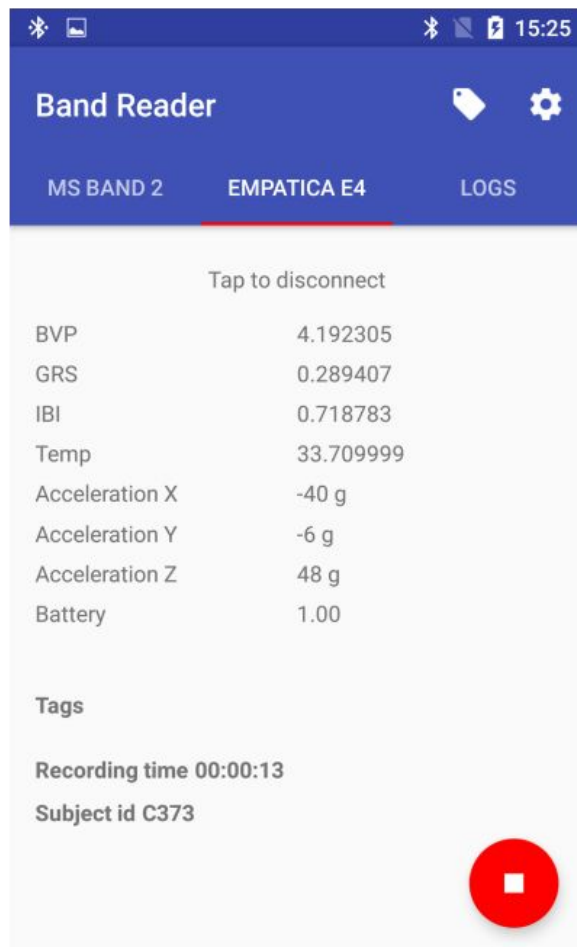 15:25
Band Reader
MS BAND 2 EMPATICA E4 LOGS
Tap to disconnect
BVP 4.192305
GRS 0.289407
IBI 0.718783
Temp 33.709999
Acceleration X -40 g
Acceleration Y -6 g
Acceleration Z 48 g
Battery 1.00
Tags
Recording time 00:00:13
Subject id C373